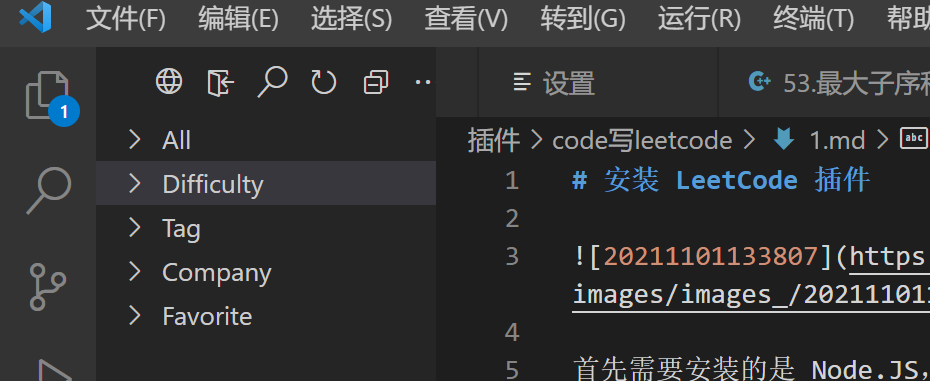 文件(F) 编辑(E) 选择(S) 查看(V) 转到(G) 运行(R) 终端(T) 帮助
设置 53.最大子序和
1
All
Difficulty
Tag
Company
Favorite
插件 > code写leetcode > 1.md > abc
1 # 安装 LeetCode 插件
2
3 ![20211101133807](https
images/images_/20211101
4
5 首先需要安装的是 Node.JS,